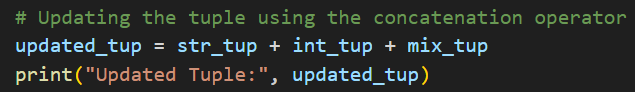 # Updating the tuple using the concatenation operator
updated_tup = str_tup + int_tup + mix_tup
print("Updated Tuple:", updated_tup)